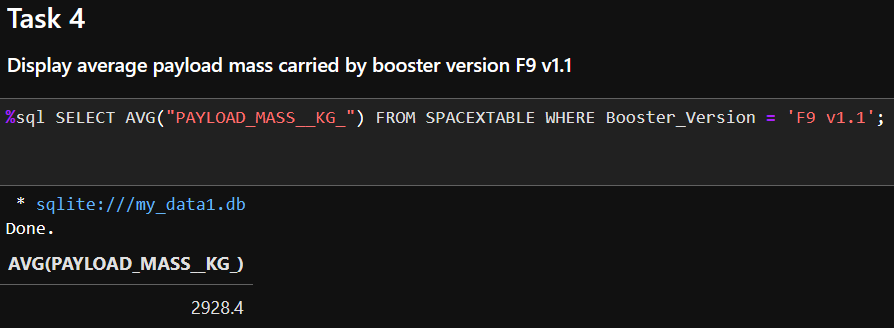 Task 4
Display average payload mass carried by booster version F9 v1.1
%sql SELECT AVG("PAYLOAD_MASS__KG_") FROM SPACEXTABLE WHERE Booster_Version = 'F9 v1.1';
* sqlite:///my_data1.db
Done.
AVG(PAYLOAD_MASS__KG_)
2928.4